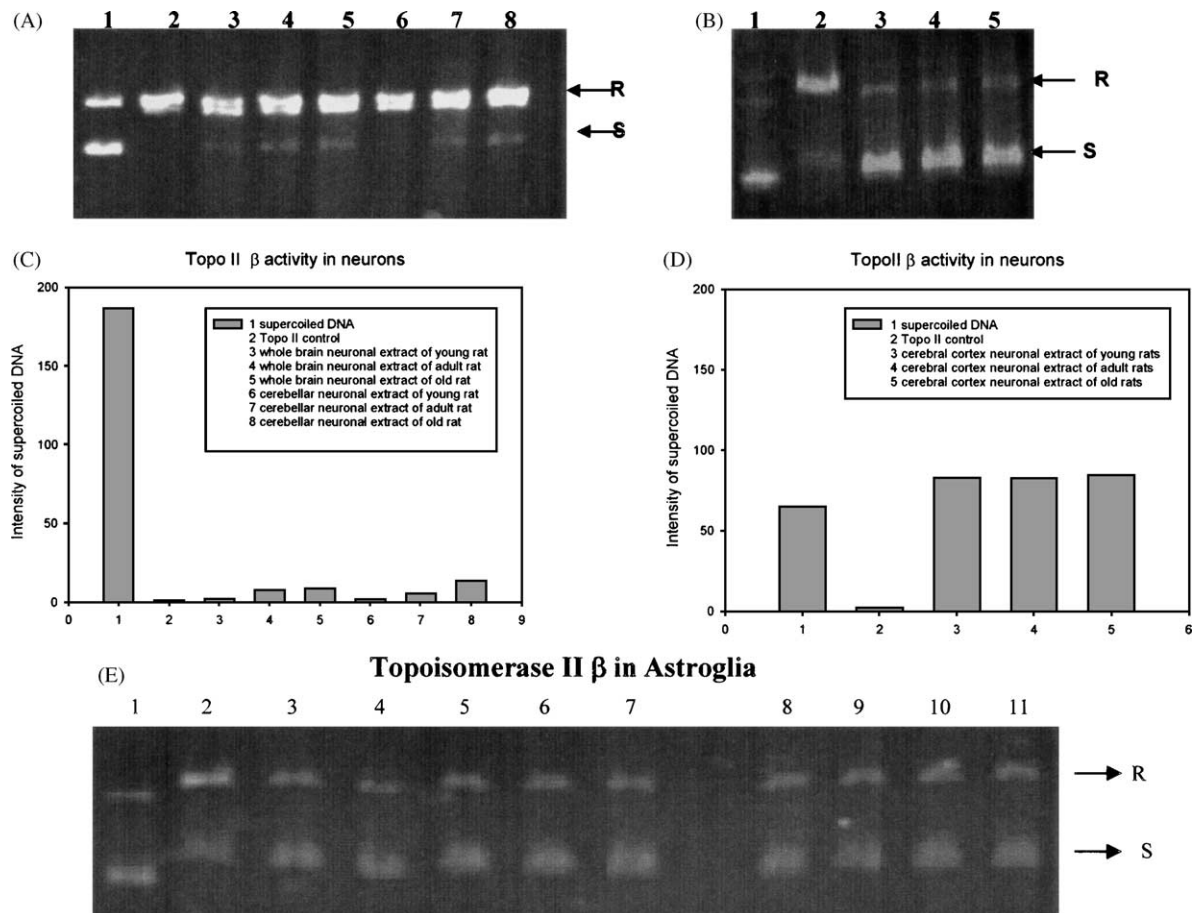 (A)
1 2 3 4 5 6 7 8
R
S
(B)
1 2 3 4 5
R
S
(C)
Topo II β activity in neurons
Intensity of supercoiled DNA
200
150
100
50
0
1 supercoiled DNA
2 Topo II control
3 whole brain neuronal extract of young rat
4 whole brain neuronal extract of adult rat
5 whole brain neuronal extract of old rat
6 cerebellar neuronal extract of young rat
7 cerebellar neuronal extract of adult rat
8 cerebellar neuronal extract of old rat
0 1 2 3 4 5 6 7 8 9
(D)
TopoII β activity in neurons
Intensity of supercoiled DNA
200
150
100
50
0
1 supercoiled DNA
2 Topo II control
3 cerebral cortex neuronal extract of young rats
4 cerebral cortex neuronal extract of adult rats
5 cerebral cortex neuronal extract of old rats
0 1 2 3 4 5 6
(E)
Topoisomerase II β in Astroglia
1 2 3 4 5 6 7 8 9 10 11
R
S